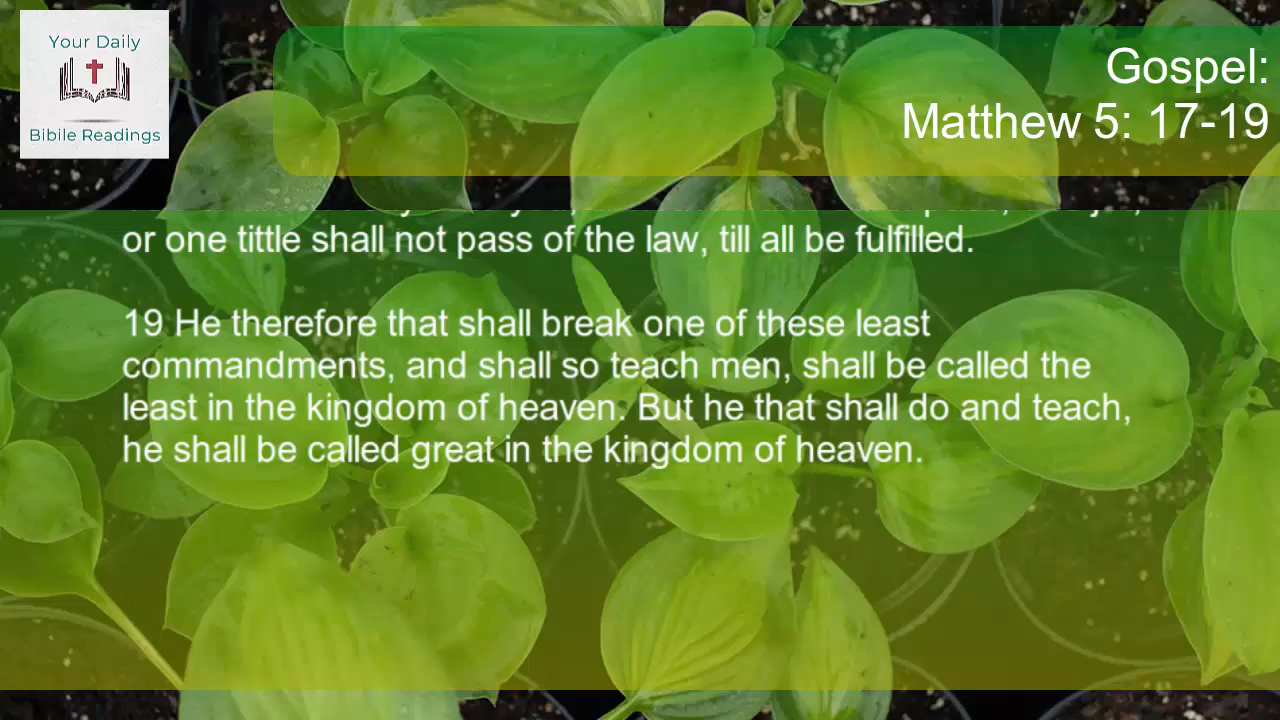 Your Daily
Bibile Readings
Gospel:
Matthew 5: 17-19
or one tittle shall not pass of the law, till all be fulfilled.
19 He therefore that shall break one of these least
commandments, and shall so teach men, shall be called the
least in the kingdom of heaven. But he that shall do and teach,
he shall be called great in the kingdom of heaven.